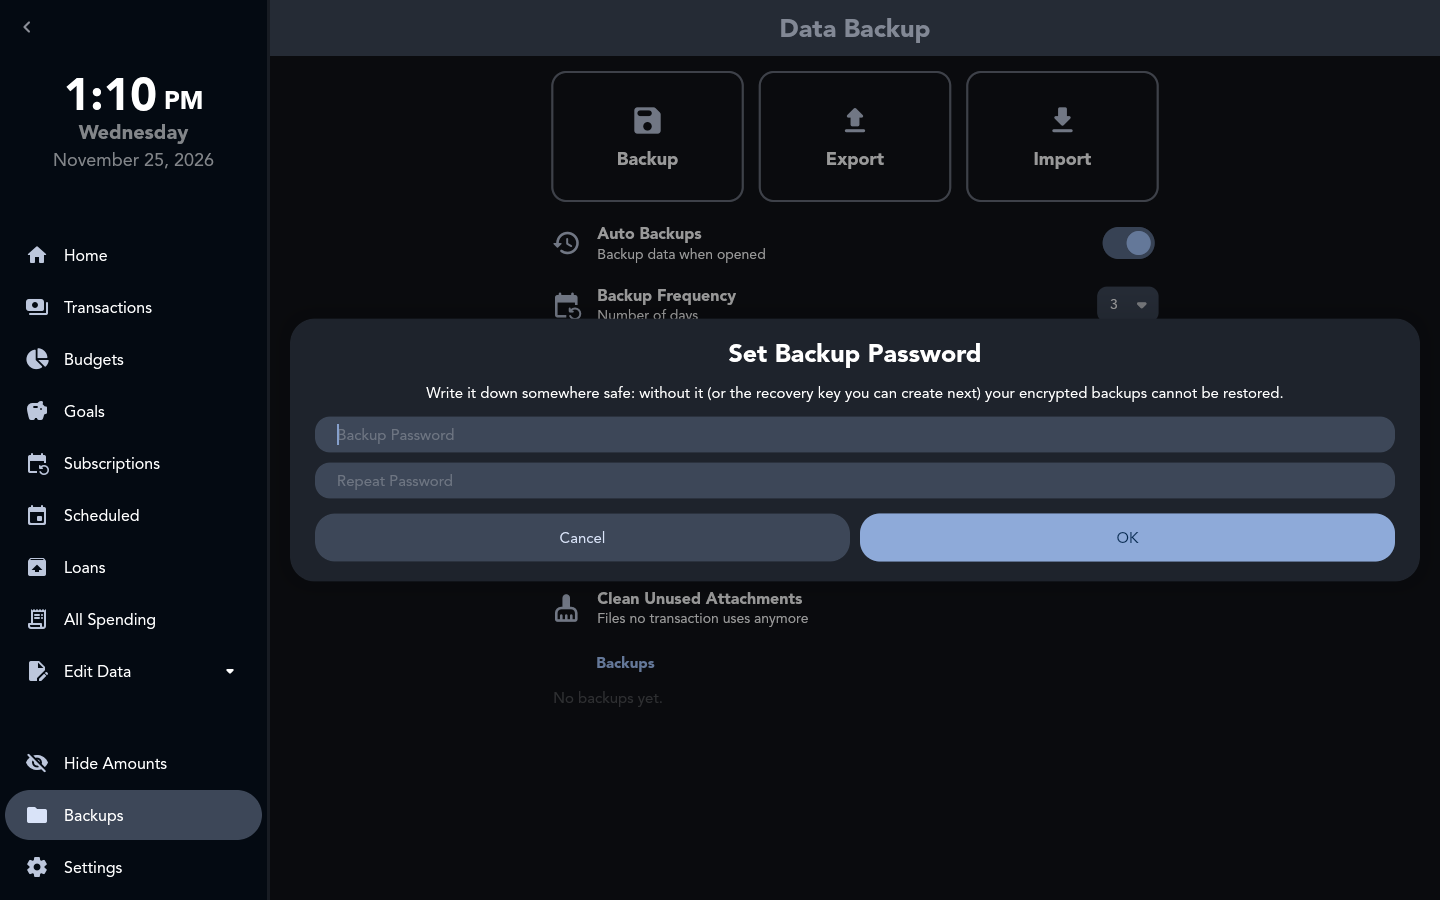 1:10 PM
Wednesday
November 25, 2026
Home
Transactions
Budgets
Goals
Subscriptions
Scheduled
Loans
All Spending
Edit Data
Hide Amounts
Backups
Settings
Data Backup
Backup
Export
Import
Auto Backups
Backup data when opened
Backup Frequency
Number of days
3
Set Backup Password
Write it down somewhere safe: without it (or the recovery key you can create next) your encrypted backups cannot be restored.
Backup Password
Repeat Password
Cancel
OK
Clean Unused Attachments
Files no transaction uses anymore
Backups
No backups yet.